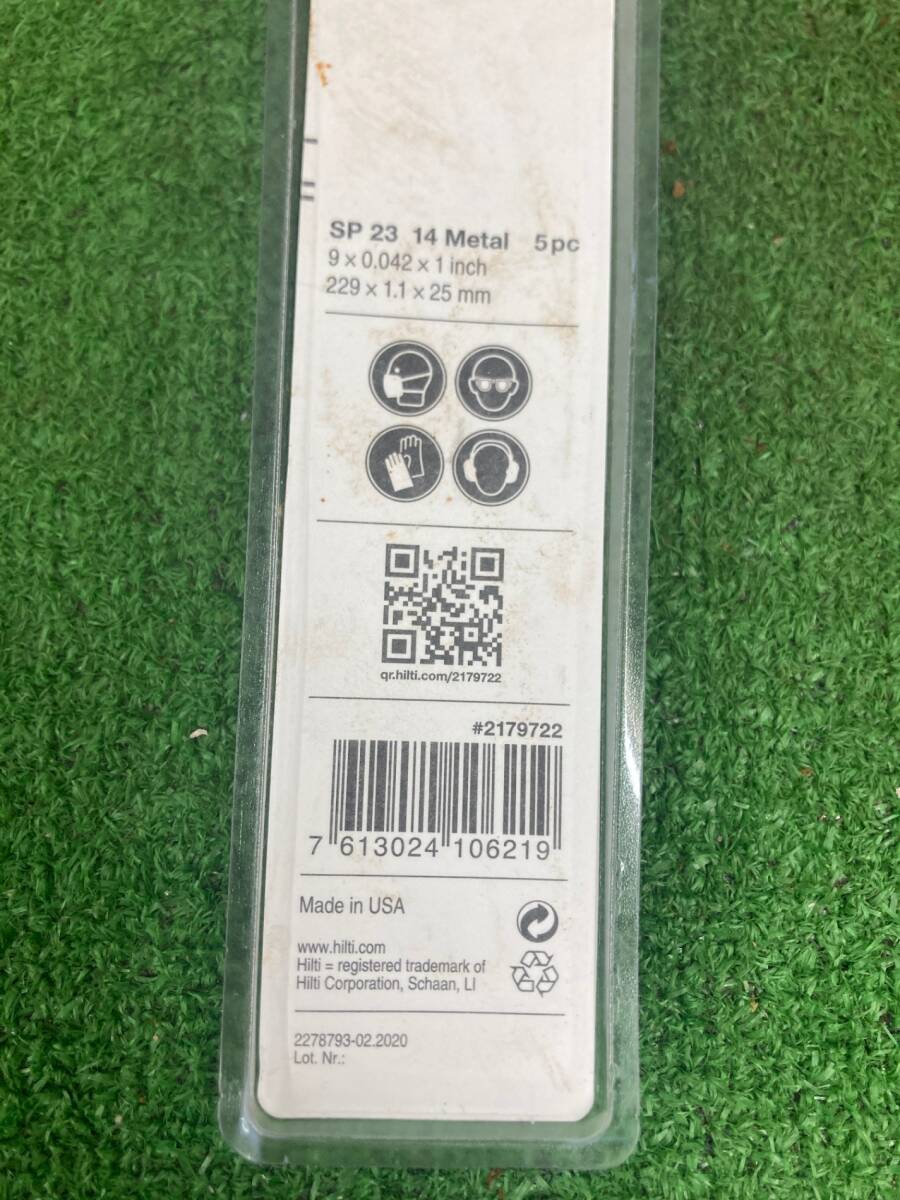 SP 23 14 Metal 5pc
9 x 0.042 x 1 inch
229 x 1.1 x 25 mm
qr.hilti.com/2179722
#2179722
7 613024 106219
Made in USA
www.hilti.com
Hilti = registered trademark of
Hilti Corporation, Schaan, LI
2278793-02.2020
Lot. Nr.: